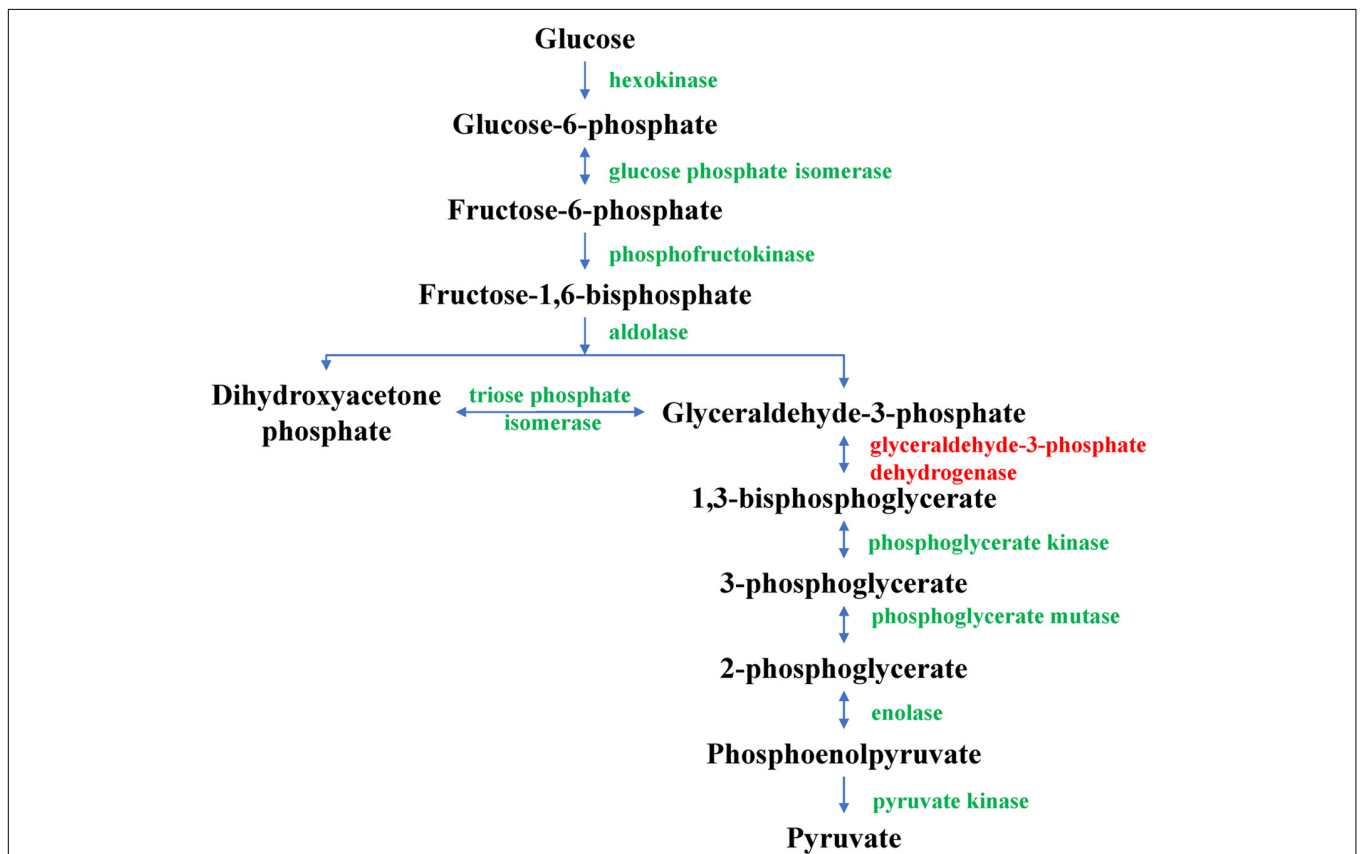 Glucose
hexokinase
Glucose-6-phosphate
glucose phosphate isomerase
Fructose-6-phosphate
phosphofructokinase
Fructose-1,6-bisphosphate
aldolase
Dihydroxyacetone
phosphate
triose phosphate
isomerase
Glyceraldehyde-3-phosphate
glyceraldehyde-3-phosphate
dehydrogenase
1,3-bisphosphoglycerate
phosphoglycerate kinase
3-phosphoglycerate
phosphoglycerate mutase
2-phosphoglycerate
enolase
Phosphoenolpyruvate
pyruvate kinase
Pyruvate